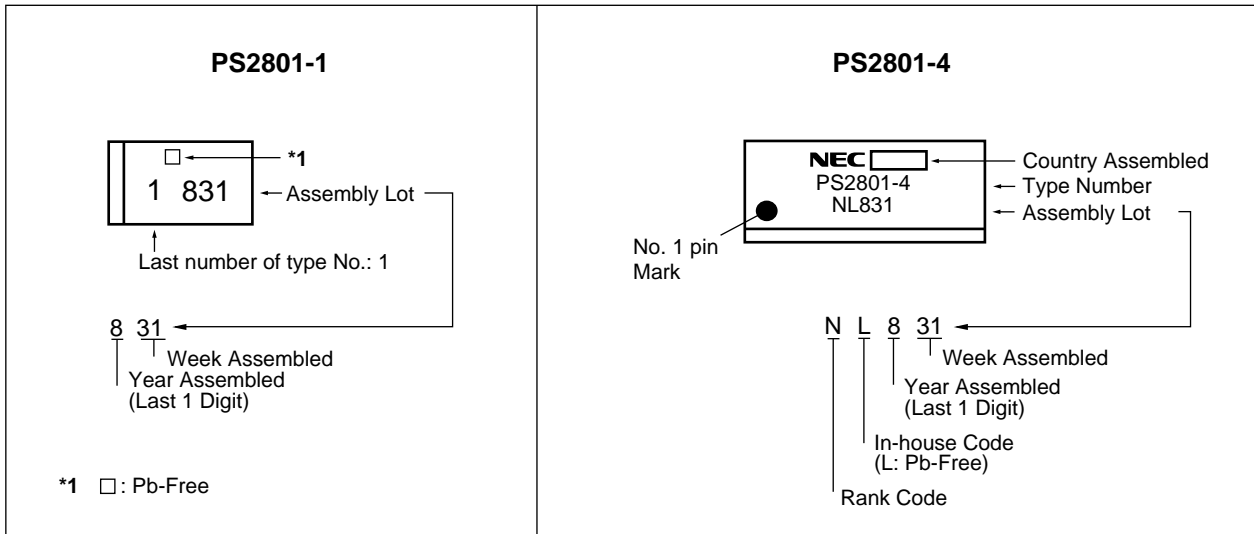 PS2801-1
*1
1 831
Assembly Lot
Last number of type No.: 1
8 31
Week Assembled
Year Assembled
(Last 1 Digit)
*1 □ : Pb-Free
PS2801-4
NEC
Country Assembled
PS2801-4
Type Number
NL831
Assembly Lot
No. 1 pin
Mark
N L 8 31
Week Assembled
Year Assembled
(Last 1 Digit)
In-house Code
(L: Pb-Free)
Rank Code